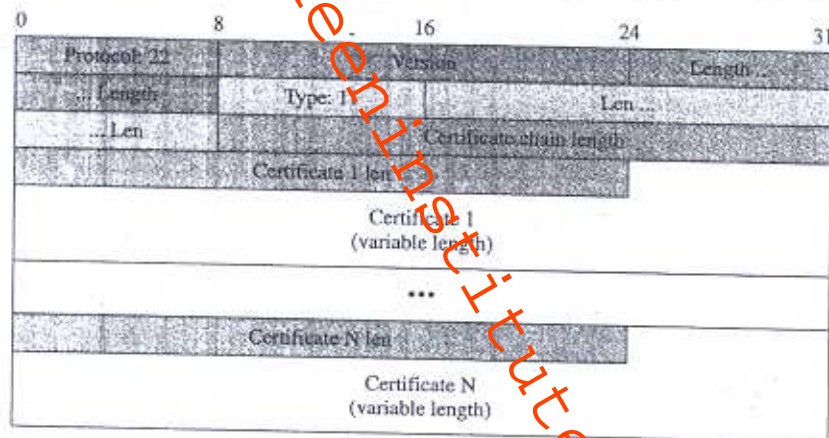 0 8 16 24 31
Protocol: 22 Version Length ...
... Length Type: 11 Len ...
... Len Certificate chain length
Certificate 1 len
Certificate 1
(variable length)
•••
Certificate N len
Certificate N
(variable length)
eeninstitute